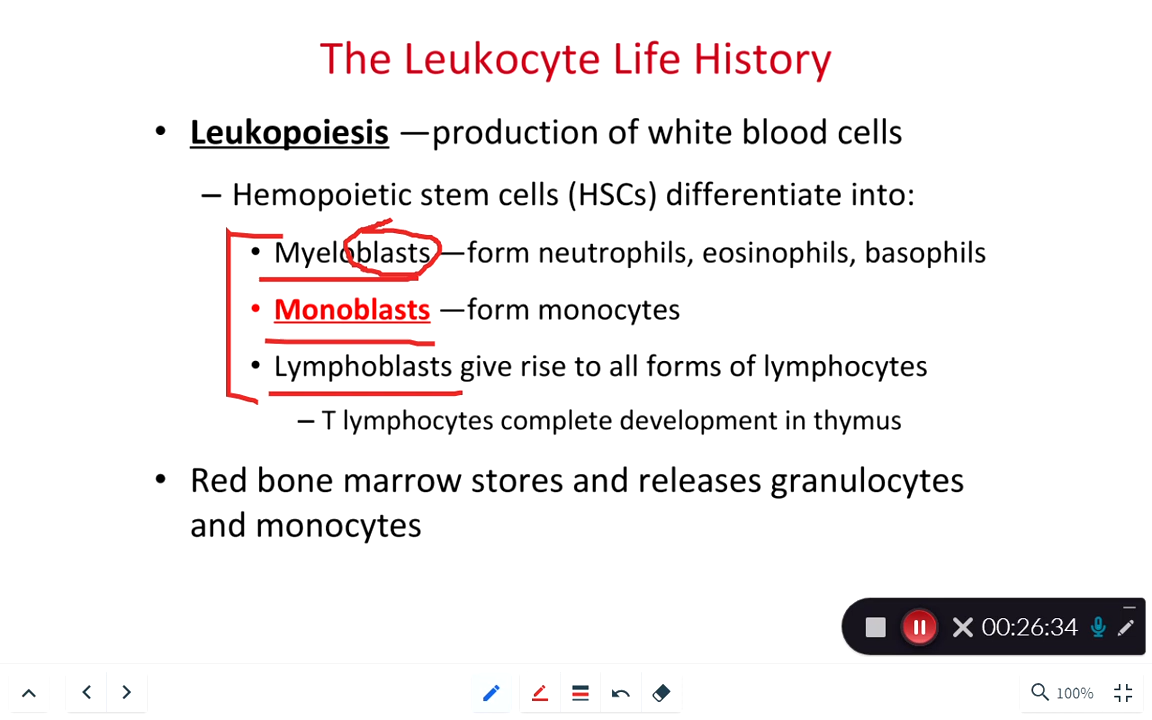 The Leukocyte Life History
• Leukopoiesis —production of white blood cells
– Hemopoietic stem cells (HSCs) differentiate into:
• Myeloblasts —form neutrophils, eosinophils, basophils
• Monoblasts —form monocytes
• Lymphoblasts give rise to all forms of lymphocytes
– T lymphocytes complete development in thymus
• Red bone marrow stores and releases granulocytes
and monocytes
00:26:34
100%